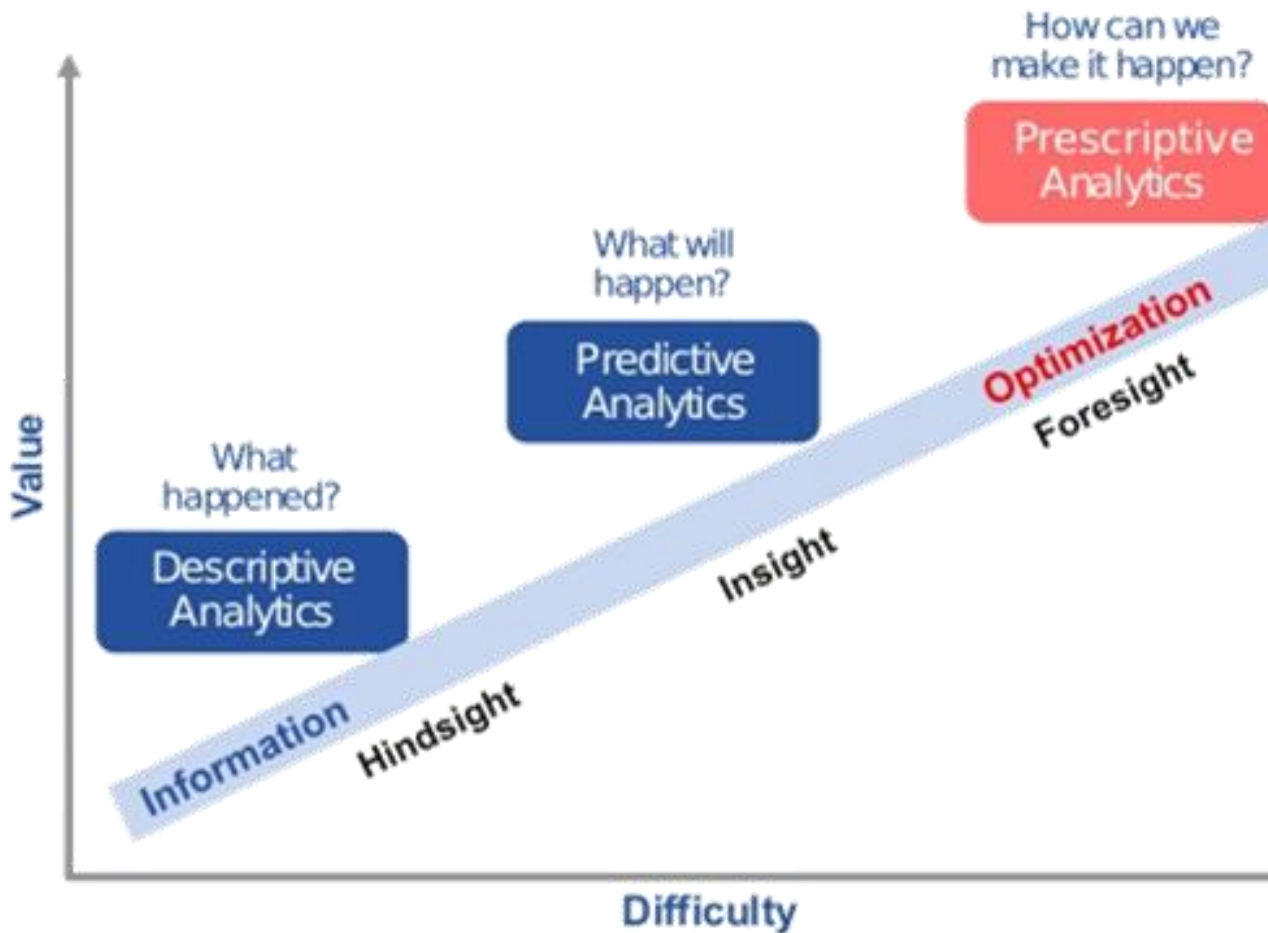 How can we
make it happen?
Prescriptive
Analytics
What will
happen?
Predictive
Analytics
Optimization
Foresight
Value
What
happened?
Descriptive
Analytics
Insight
Information
Hindsight
Difficulty